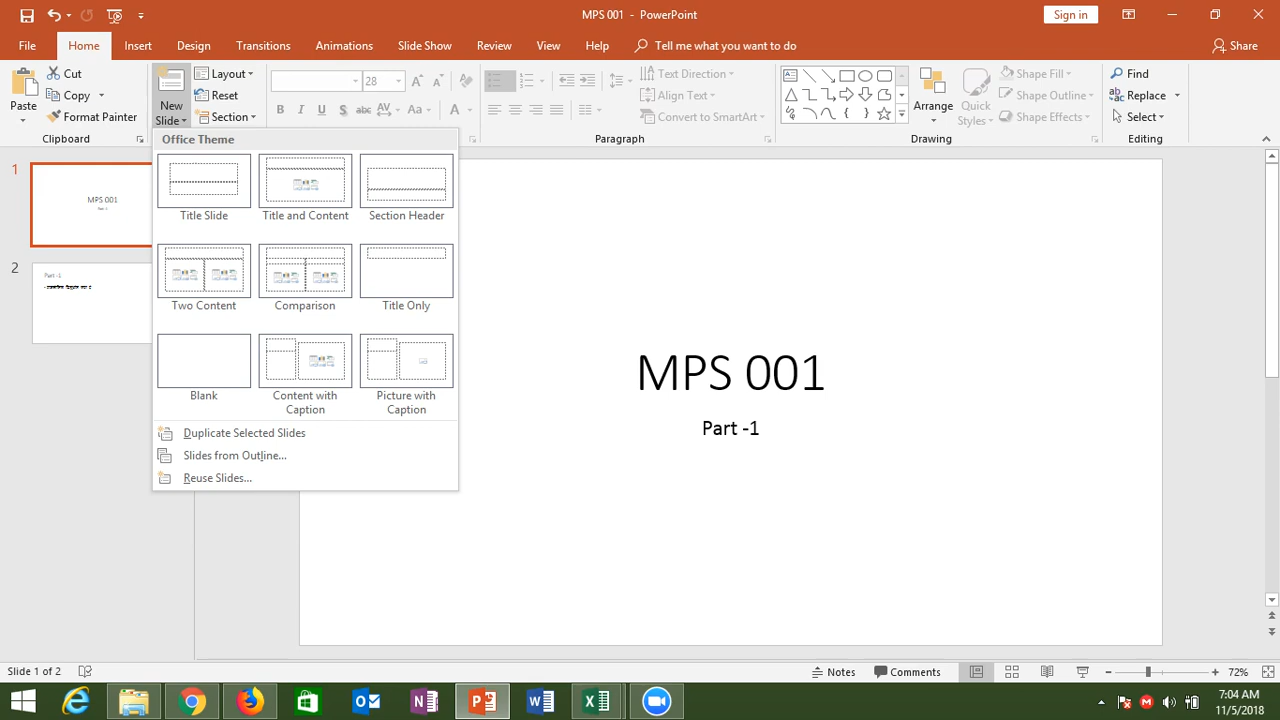 MPS 001 - PowerPoint
Sign in
File Home Insert Design Transitions Animations Slide Show Review View Help Tell me what you want to do Share
Paste
Cut
Copy
Format Painter
Clipboard
New Slide
Layout
Reset
Section
28
B I U S abc AV Aa A
Text Direction
Align Text
Convert to SmartArt
Paragraph
Arrange
Quick Styles
Shape Fill
Shape Outline
Shape Effects
Drawing
Find
Replace
Select
Editing
Office Theme
Title Slide
Title and Content
Section Header
Two Content
Comparison
Title Only
Blank
Content with Caption
Picture with Caption
Duplicate Selected Slides
Slides from Outline...
Reuse Slides...
1
MPS 001
Part -1
2
Part -1
MPS 001
Part -1
Slide 1 of 2
Notes
Comments
72%
7:04 AM
11/5/2018